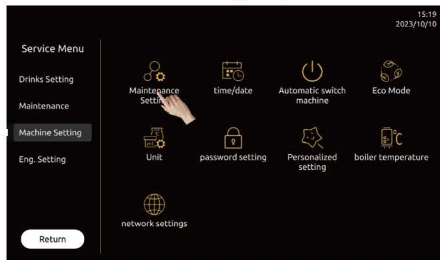 15:19
2023/10/10
Service Menu
Drinks Setting
Maintenance
Machine Setting
Eng. Setting
Return
Maintenance
Setting
time/date
Automatic switch
machine
Eco Mode
Unit
password setting
Personalized
setting
°C
boiler temperature
network settings